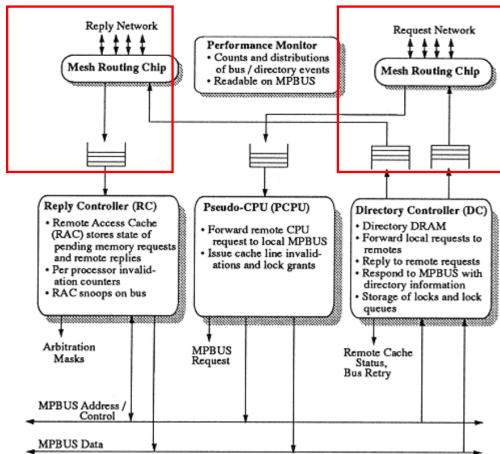 Reply Network
Mesh Routing Chip
Performance Monitor
• Counts and distributions
of bus / directory events
• Readable on MPBUS
Request Network
Mesh Routing Chip
Reply Controller (RC)
• Remote Access Cache
(RAC) stores state of
pending memory requests
and remote replies
• Per processor invalid-
ation counters
• RAC snoops on bus
Pseudo-CPU (PCPU)
• Forward remote CPU
request to local MPBUS
• Issue cache line invalid-
ations and lock grants
Directory Controller (DC)
• Directory DRAM
• Forward local requests to
remotes
• Reply to remote requests
• Respond to MPBUS with
directory information
• Storage of locks and lock
queues
Arbitration
Masks
MPBUS
Request
Remote Cache
Status,
Bus Retry
MPBUS Address /
Control
MPBUS Data